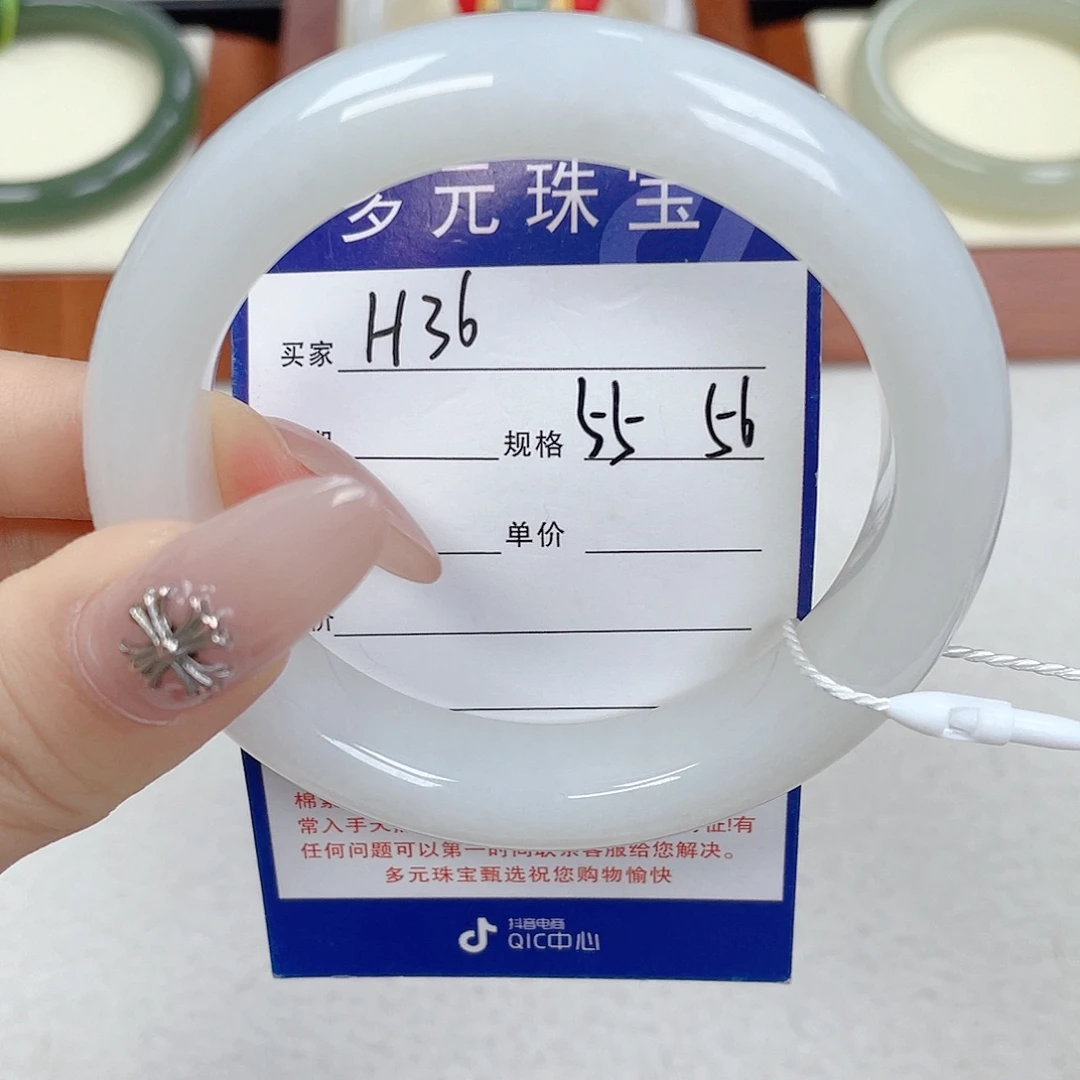 多元珠宝
买家 H36
规格 55 56
单价
价
常入手天
任何问题可以第一时间联系客服给您解决。
多元珠宝甄选祝您购物愉快
抖音电商
QIC中心